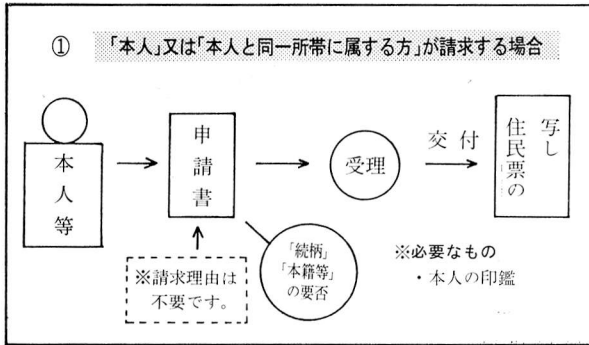 ① 「本人」又は「本人と同一所帯に属する方」が請求する場合
本人等
申請書
受理
交付
住民票の
写し
※請求理由は
不要です。
「続柄」
「本籍等」
の要否
※必要なもの
・本人の印鑑